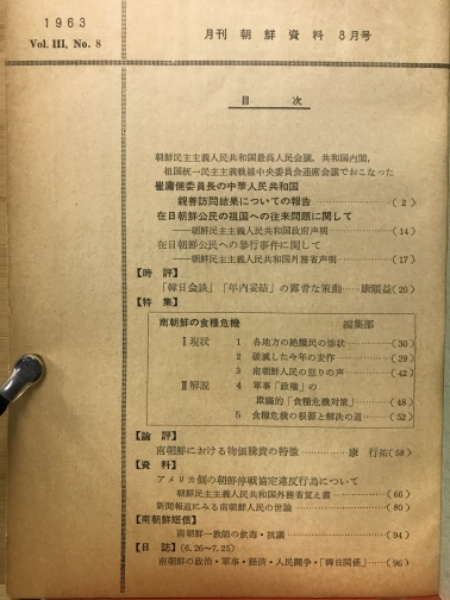 1963
Vol. III, No. 8
月刊 朝鮮資料 8月号
目次
朝鮮民主主義人民共和国最高人民会議,共和国内閣,
祖国統一民主主義戦線中央委員会連席会議でおこなった
崔庸健委員長の中華人民共和国
親善訪問結果についての報告 ………………(2)
在日朝鮮公民の祖国への往来問題に関して
――朝鮮民主主義人民共和国政府声明…………(14)
在日朝鮮公民への暴行事件に関して
――朝鮮民主主義人民共和国外務省声明………(17)
【時評】
「韓日会談」「年内妥結」の露骨な策動……康順益(20)
【特集】
南朝鮮の食糧危機 編集部
Ⅰ現状 1 各地方の絶糧民の惨状…………(30)
2 破滅した今年の麦作……………(39)
3 南朝鮮人民の怒りの声…………(42)
Ⅱ解説 4 軍事「政権」の
欺瞞的「食糧危機対策」………(48)
5 食糧危機の根源と解決の道……(52)
【論評】
南朝鮮における物価騰貴の特徴…………康 行祐(58)
【資料】
アメリカ側の朝鮮停戦協定違反行為について
朝鮮民主主義人民共和国外務省覚え書……………(66)
新聞報道にみる南朝鮮人民の世論…………………(80)
【南朝鮮短信】
南朝鮮一教師の飲毒・抗議…………………………(94)
【日誌】(6.26〜7.25)
南朝鮮の政治・軍事・経済・人民闘争・「韓日関係」……(96)